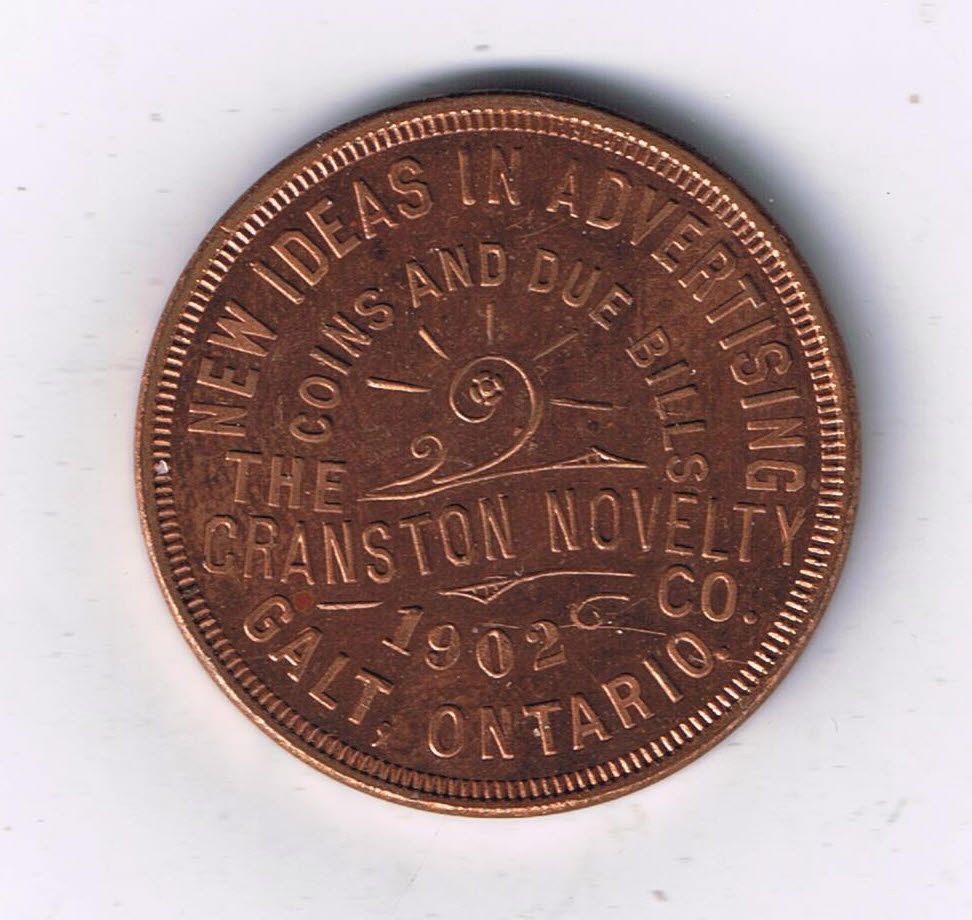 NEW IDEAS IN ADVERTISING
COINS AND DUE BILLS
THE
CRANSTON NOVELTY
CO.
1902
GALT, ONTARIO.